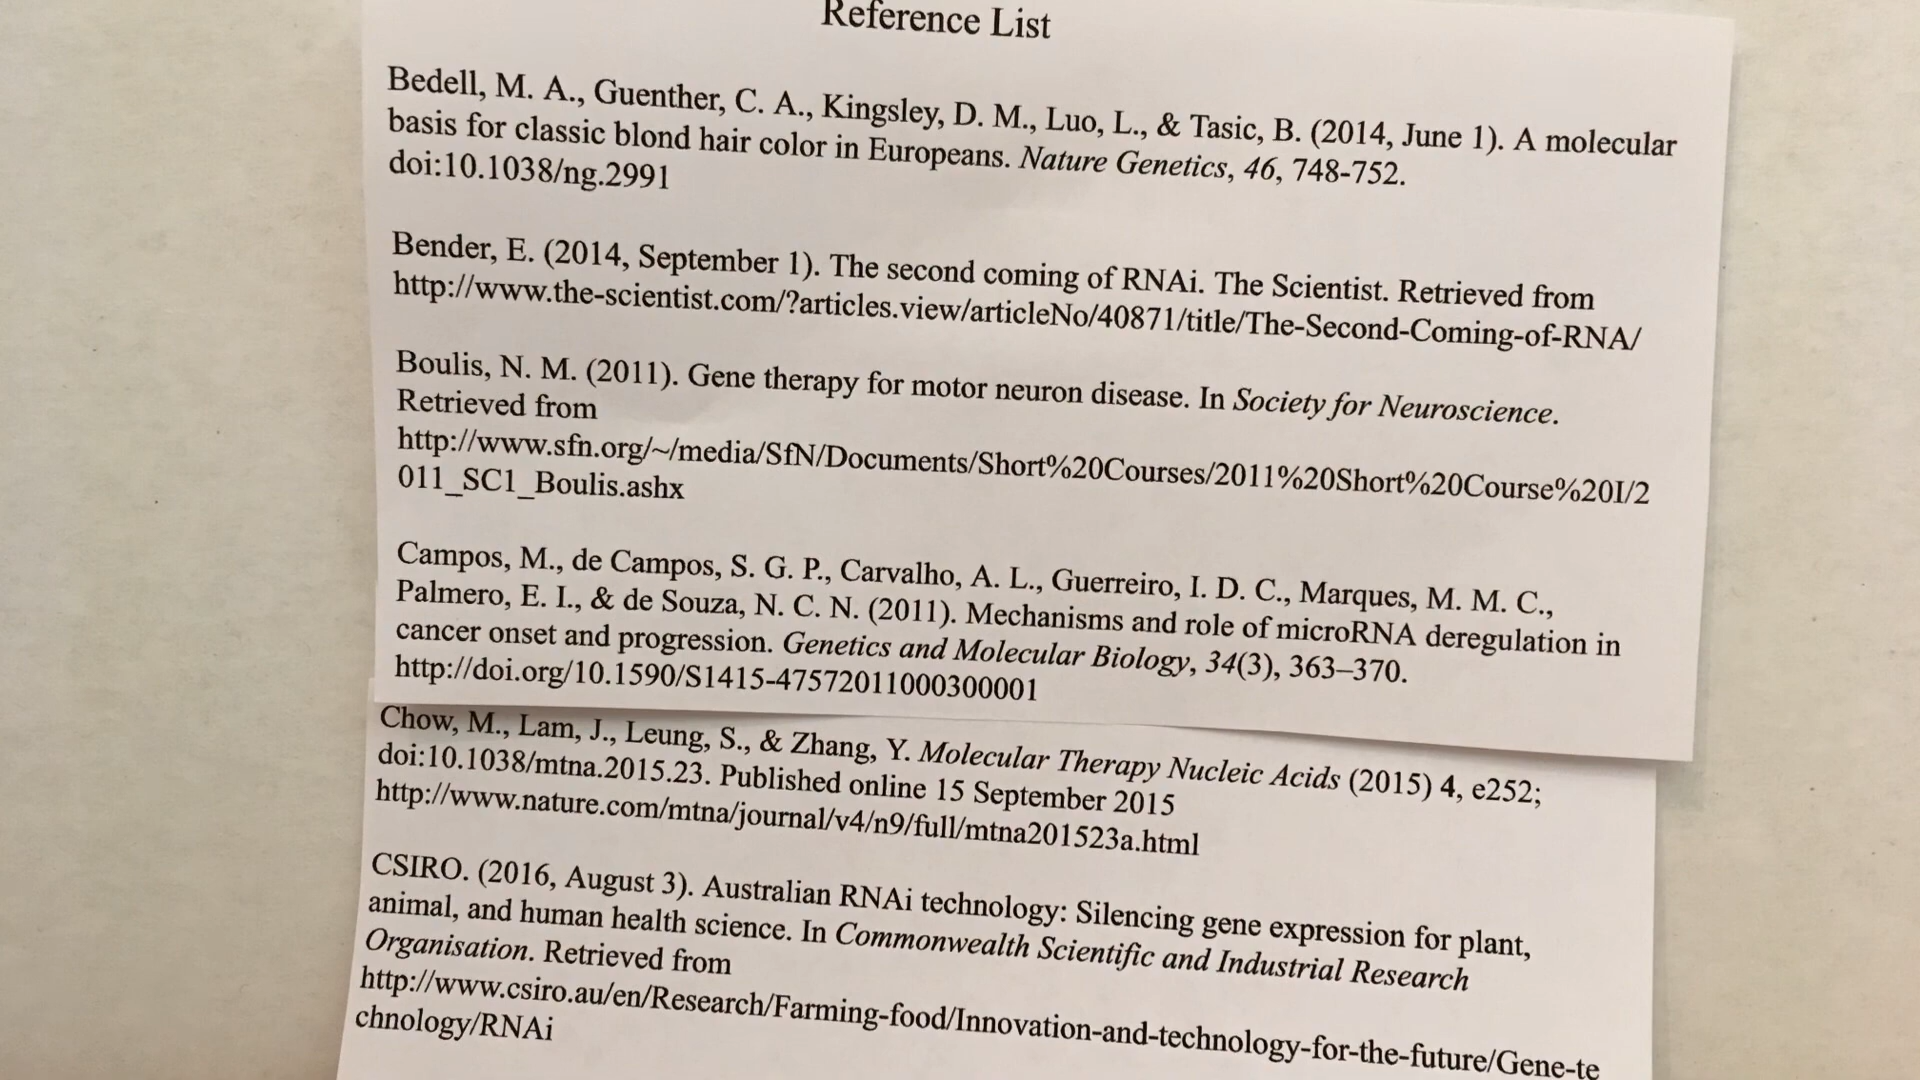 Reference List
Bedell, M. A., Guenther, C. A., Kingsley, D. M., Luo, L., & Tasic, B. (2014, June 1). A molecular
basis for classic blond hair color in Europeans. Nature Genetics, 46, 748-752.
doi:10.1038/ng.2991
Bender, E. (2014, September 1). The second coming of RNAi. The Scientist. Retrieved from
http://www.the-scientist.com/?articles.view/articleNo/40871/title/The-Second-Coming-of-RNA/
Boulis, N. M. (2011). Gene therapy for motor neuron disease. In Society for Neuroscience.
Retrieved from
http://www.sfn.org/~/media/SfN/Documents/Short%20Courses/2011%20Short%20Course%20I/2
011_SC1_Boulis.ashx
Campos, M., de Campos, S. G. P., Carvalho, A. L., Guerreiro, I. D. C., Marques, M. M. C.,
Palmero, E. I., & de Souza, N. C. N. (2011). Mechanisms and role of microRNA deregulation in
cancer onset and progression. Genetics and Molecular Biology, 34(3), 363–370.
http://doi.org/10.1590/S1415-47572011000300001
Chow, M., Lam, J., Leung, S., & Zhang, Y. Molecular Therapy Nucleic Acids (2015) 4, e252;
doi:10.1038/mtna.2015.23. Published online 15 September 2015
http://www.nature.com/mtna/journal/v4/n9/full/mtna201523a.html
CSIRO. (2016, August 3). Australian RNAi technology: Silencing gene expression for plant,
animal, and human health science. In Commonwealth Scientific and Industrial Research
Organisation. Retrieved from
http://www.csiro.au/en/Research/Farming-food/Innovation-and-technology-for-the-future/Gene-te
chnology/RNAi